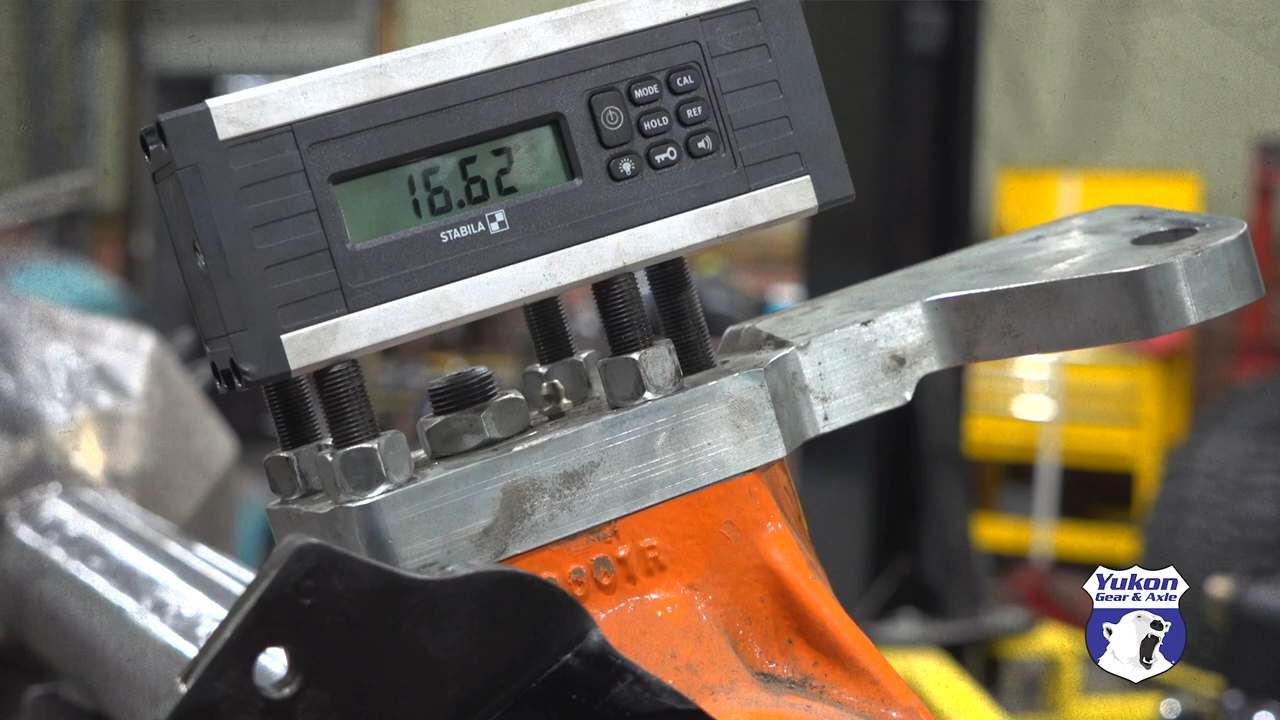 MODE
CAL
HOLD
REF
16.62
STABILA
Yukon
Gear & Axle